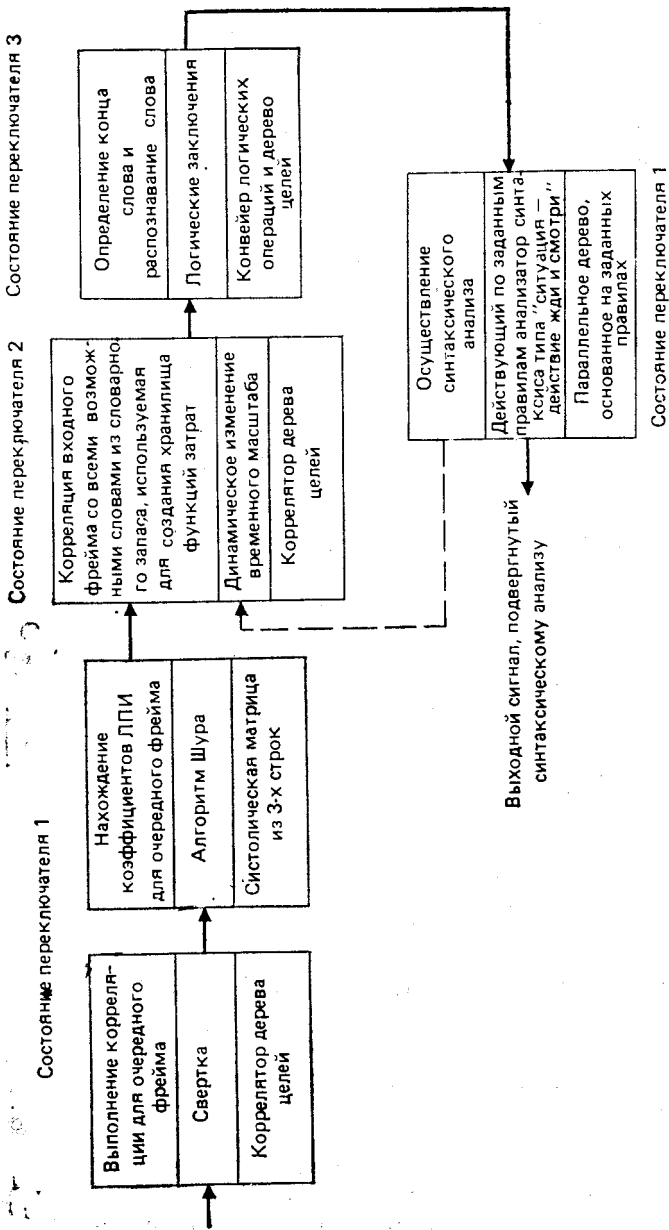 Состояние переключателя 1
Состояние переключателя 2
Состояние переключателя 3
Выполнение корреля-
ции для очередного
фрейма
Свертка
Коррелятор дерева
целей
Нахождение
коэффициентов ЛПИ
для очередного фрейма
Алгоритм Шура
Систолическая матрица
из 3-х строк
Корреляция входного
фрейма со всеми возмож-
ными словами из словарно-
го запаса, используемая
для создания хранилища
функций затрат
Динамическое изменение
временного масштаба
Коррелятор дерева
целей
Определение конца
слова и
распознавание слова
Логические заключения
Конвейер логических
операций и дерево
целей
Осуществление
синтаксического
анализа
Действующий по заданным
правилам анализатор синта-
ксиса типа "ситуация —
действие жди и смотри"
Параллельное дерево,
основанное на заданных
правилах
Состояние переключателя 1
Выходной сигнал, подвергнутый
синтаксическому анализу